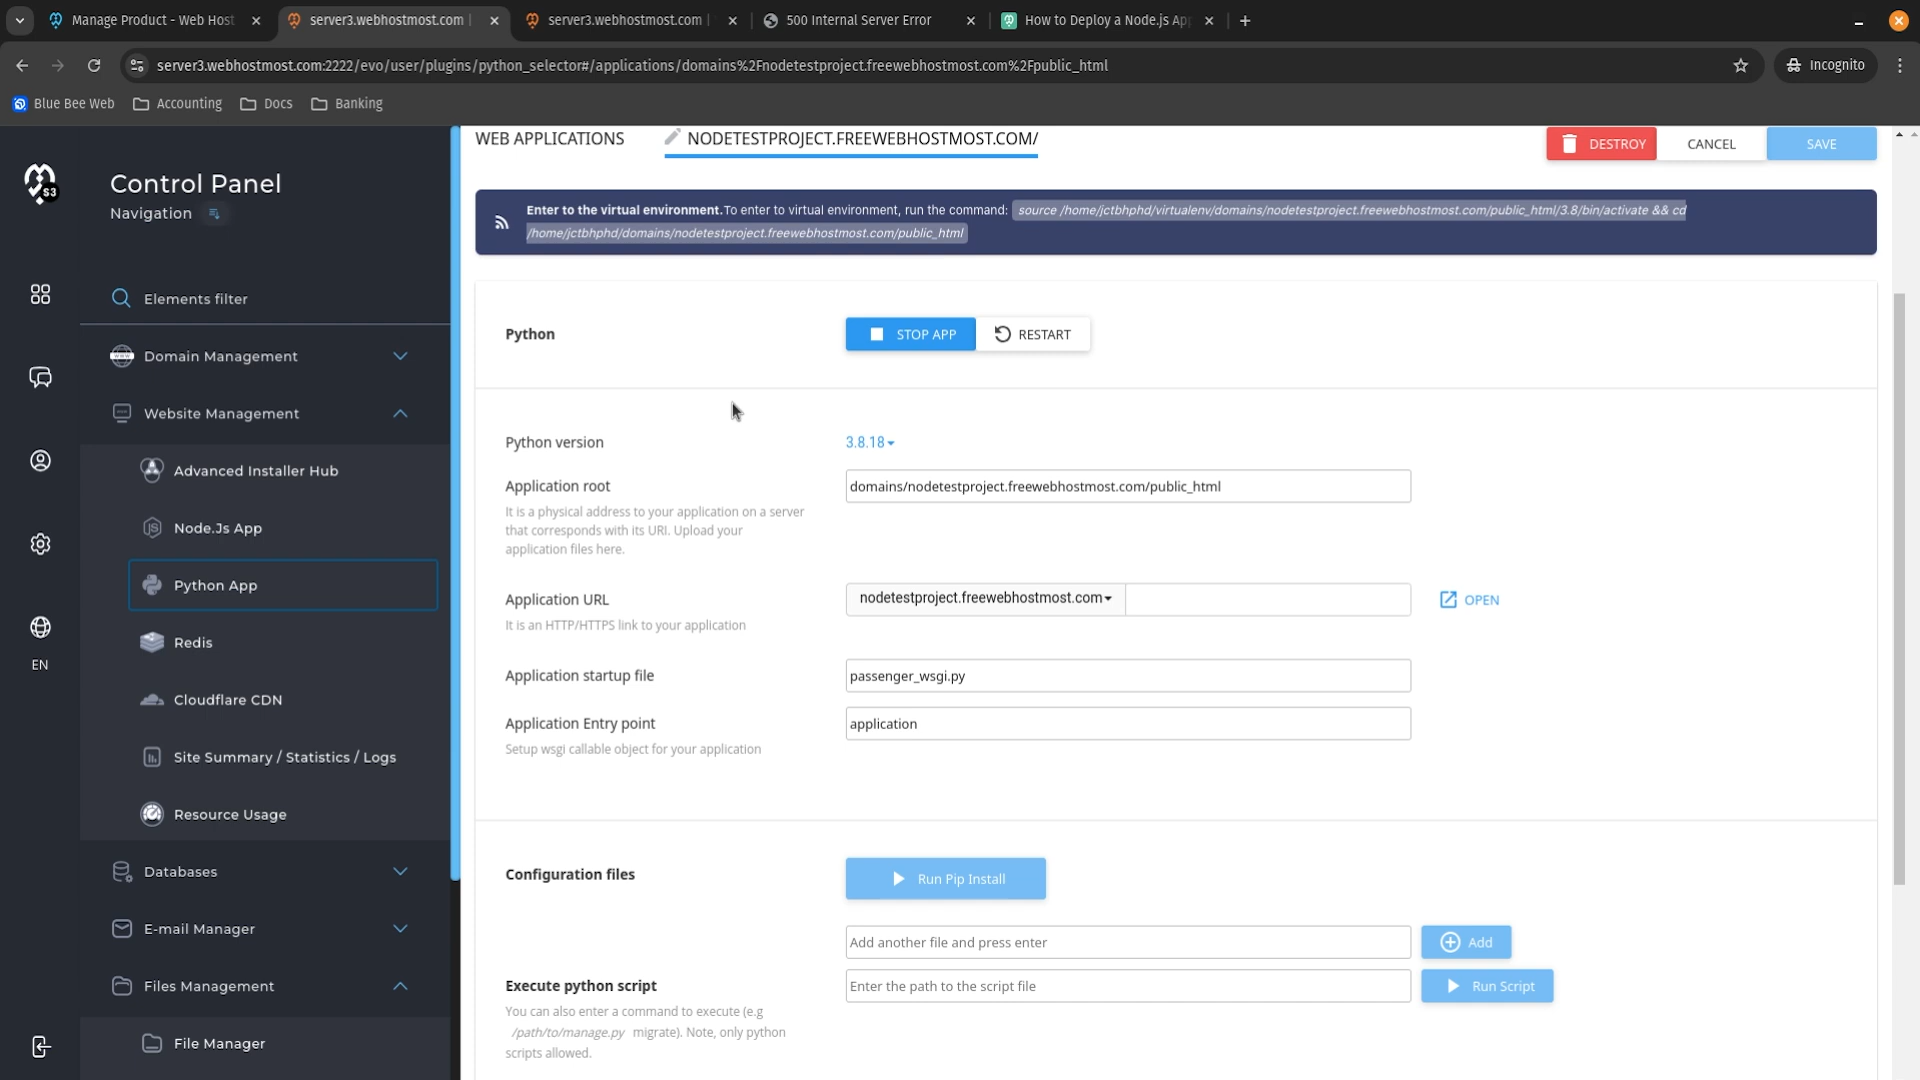 Manage Product - Web Host
server3.webhostmost.com
server3.webhostmost.com
500 Internal Server Error
How to Deploy a Node.js Ap
server3.webhostmost.com:2222/evo/user/plugins/python_selector#/applications/domains%2Fnodetestproject.freewebhostmost.com%2Fpublic_html
Incognito
Blue Bee Web
Accounting
Docs
Banking
S3
Control Panel
Navigation
Elements filter
Domain Management
Website Management
Advanced Installer Hub
Node.Js App
Python App
Redis
Cloudflare CDN
Site Summary / Statistics / Logs
Resource Usage
Databases
E-mail Manager
Files Management
File Manager
EN
WEB APPLICATIONS
NODETESTPROJECT.FREEWEBHOSTMOST.COM/
DESTROY
CANCEL
SAVE
Enter to the virtual environment.To enter to virtual environment, run the command: source /home/jctbhphd/virtualenv/domains/nodetestproject.freewebhostmost.com/public_html/3.8/bin/activate && cd
/home/jctbhphd/domains/nodetestproject.freewebhostmost.com/public_html
Python
STOP APP
RESTART
Python version
3.8.18
Application root
domains/nodetestproject.freewebhostmost.com/public_html
It is a physical address to your application on a server
that corresponds with its URI. Upload your
application files here.
Application URL
nodetestproject.freewebhostmost.com
OPEN
It is an HTTP/HTTPS link to your application
Application startup file
passenger_wsgi.py
Application Entry point
application
Setup wsgi callable object for your application
Configuration files
Run Pip Install
Add another file and press enter
Add
Execute python script
Enter the path to the script file
Run Script
You can also enter a command to execute (e.g
/path/to/manage.py migrate). Note, only python
scripts allowed.